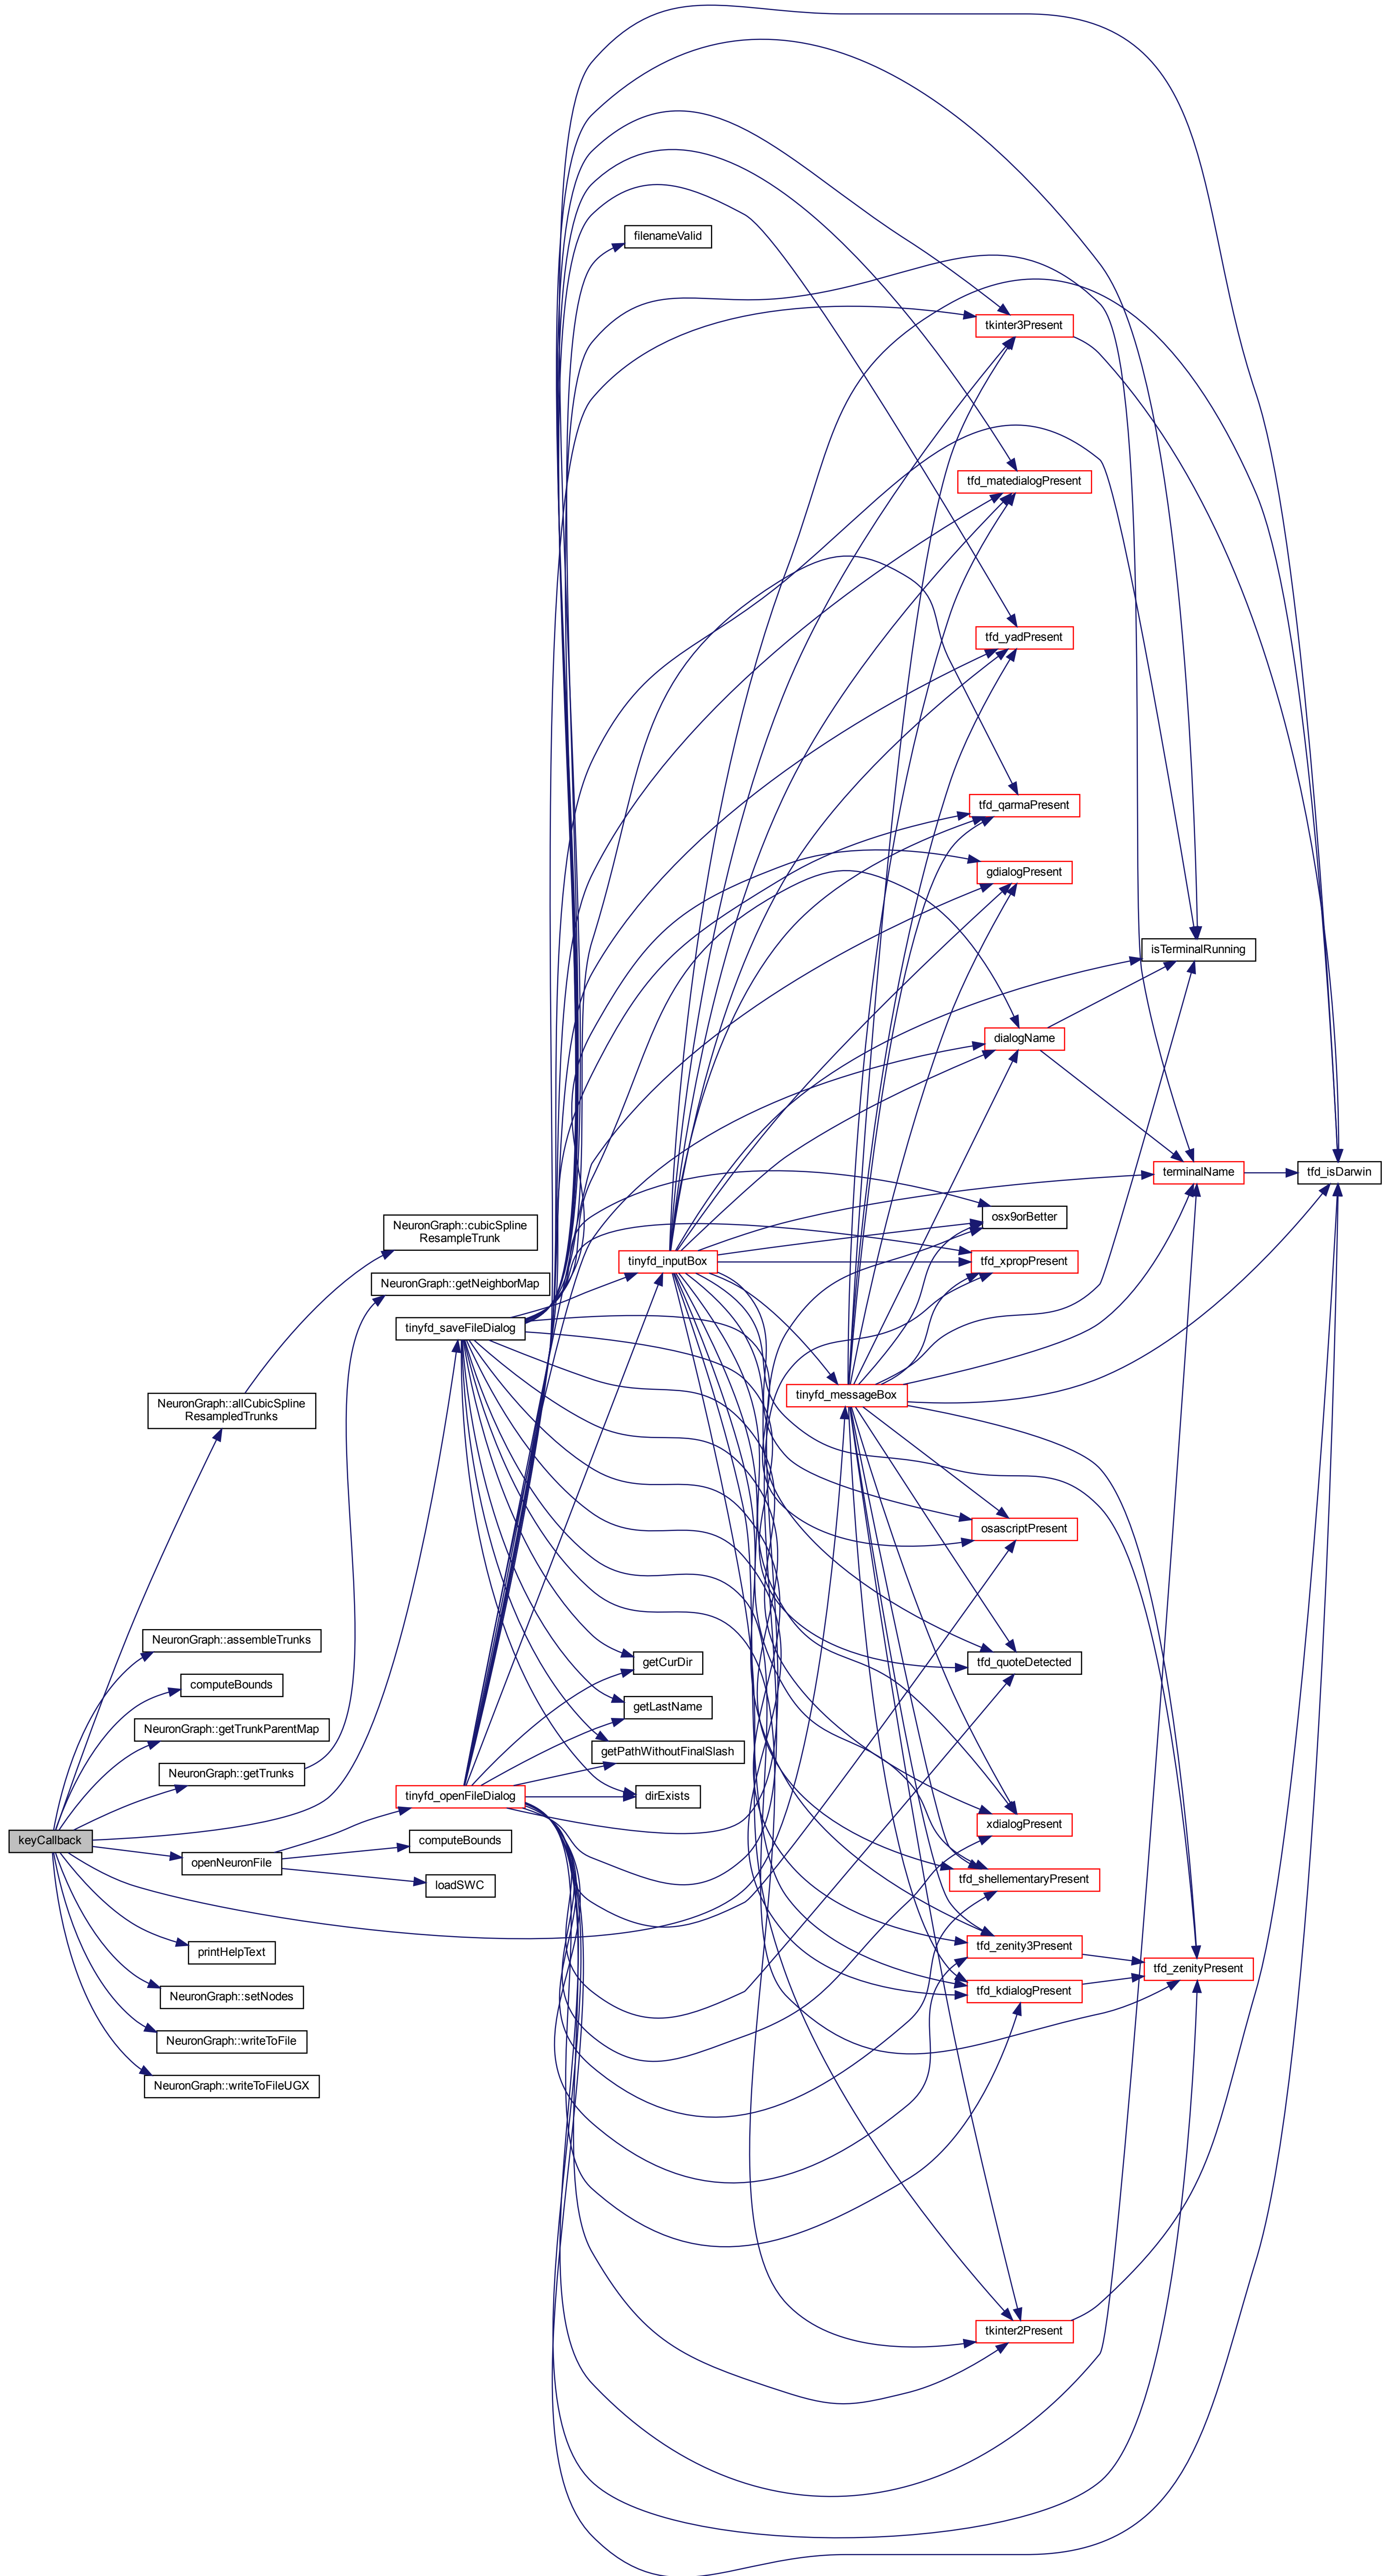 filenameValid
tkinter3Present
tfd_matedialogPresent
tfd_yadPresent
tfd_qarmaPresent
gdialogPresent
isTerminalRunning
dialogName
terminalName
tfd_isDarwin
osx9orBetter
NeuronGraph::cubicSpline
ResampleTrunk
tfd_xpropPresent
tinyfd_inputBox
NeuronGraph::getNeighborMap
tinyfd_saveFileDialog
tinyfd_messageBox
NeuronGraph::allCubicSpline
ResampledTrunks
osascriptPresent
NeuronGraph::assembleTrunks
getCurDir
tfd_quoteDetected
computeBounds
getLastName
NeuronGraph::getTrunkParentMap
getPathWithoutFinalSlash
NeuronGraph::getTrunks
tinyfd_openFileDialog
dirExists
xdialogPresent
keyCallback
computeBounds
openNeuronFile
tfd_shellementaryPresent
loadSWC
tfd_zenity3Present
printHelpText
tfd_zenityPresent
tfd_kdialogPresent
NeuronGraph::setNodes
NeuronGraph::writeToFile
NeuronGraph::writeToFileUGX
tkinter2Present